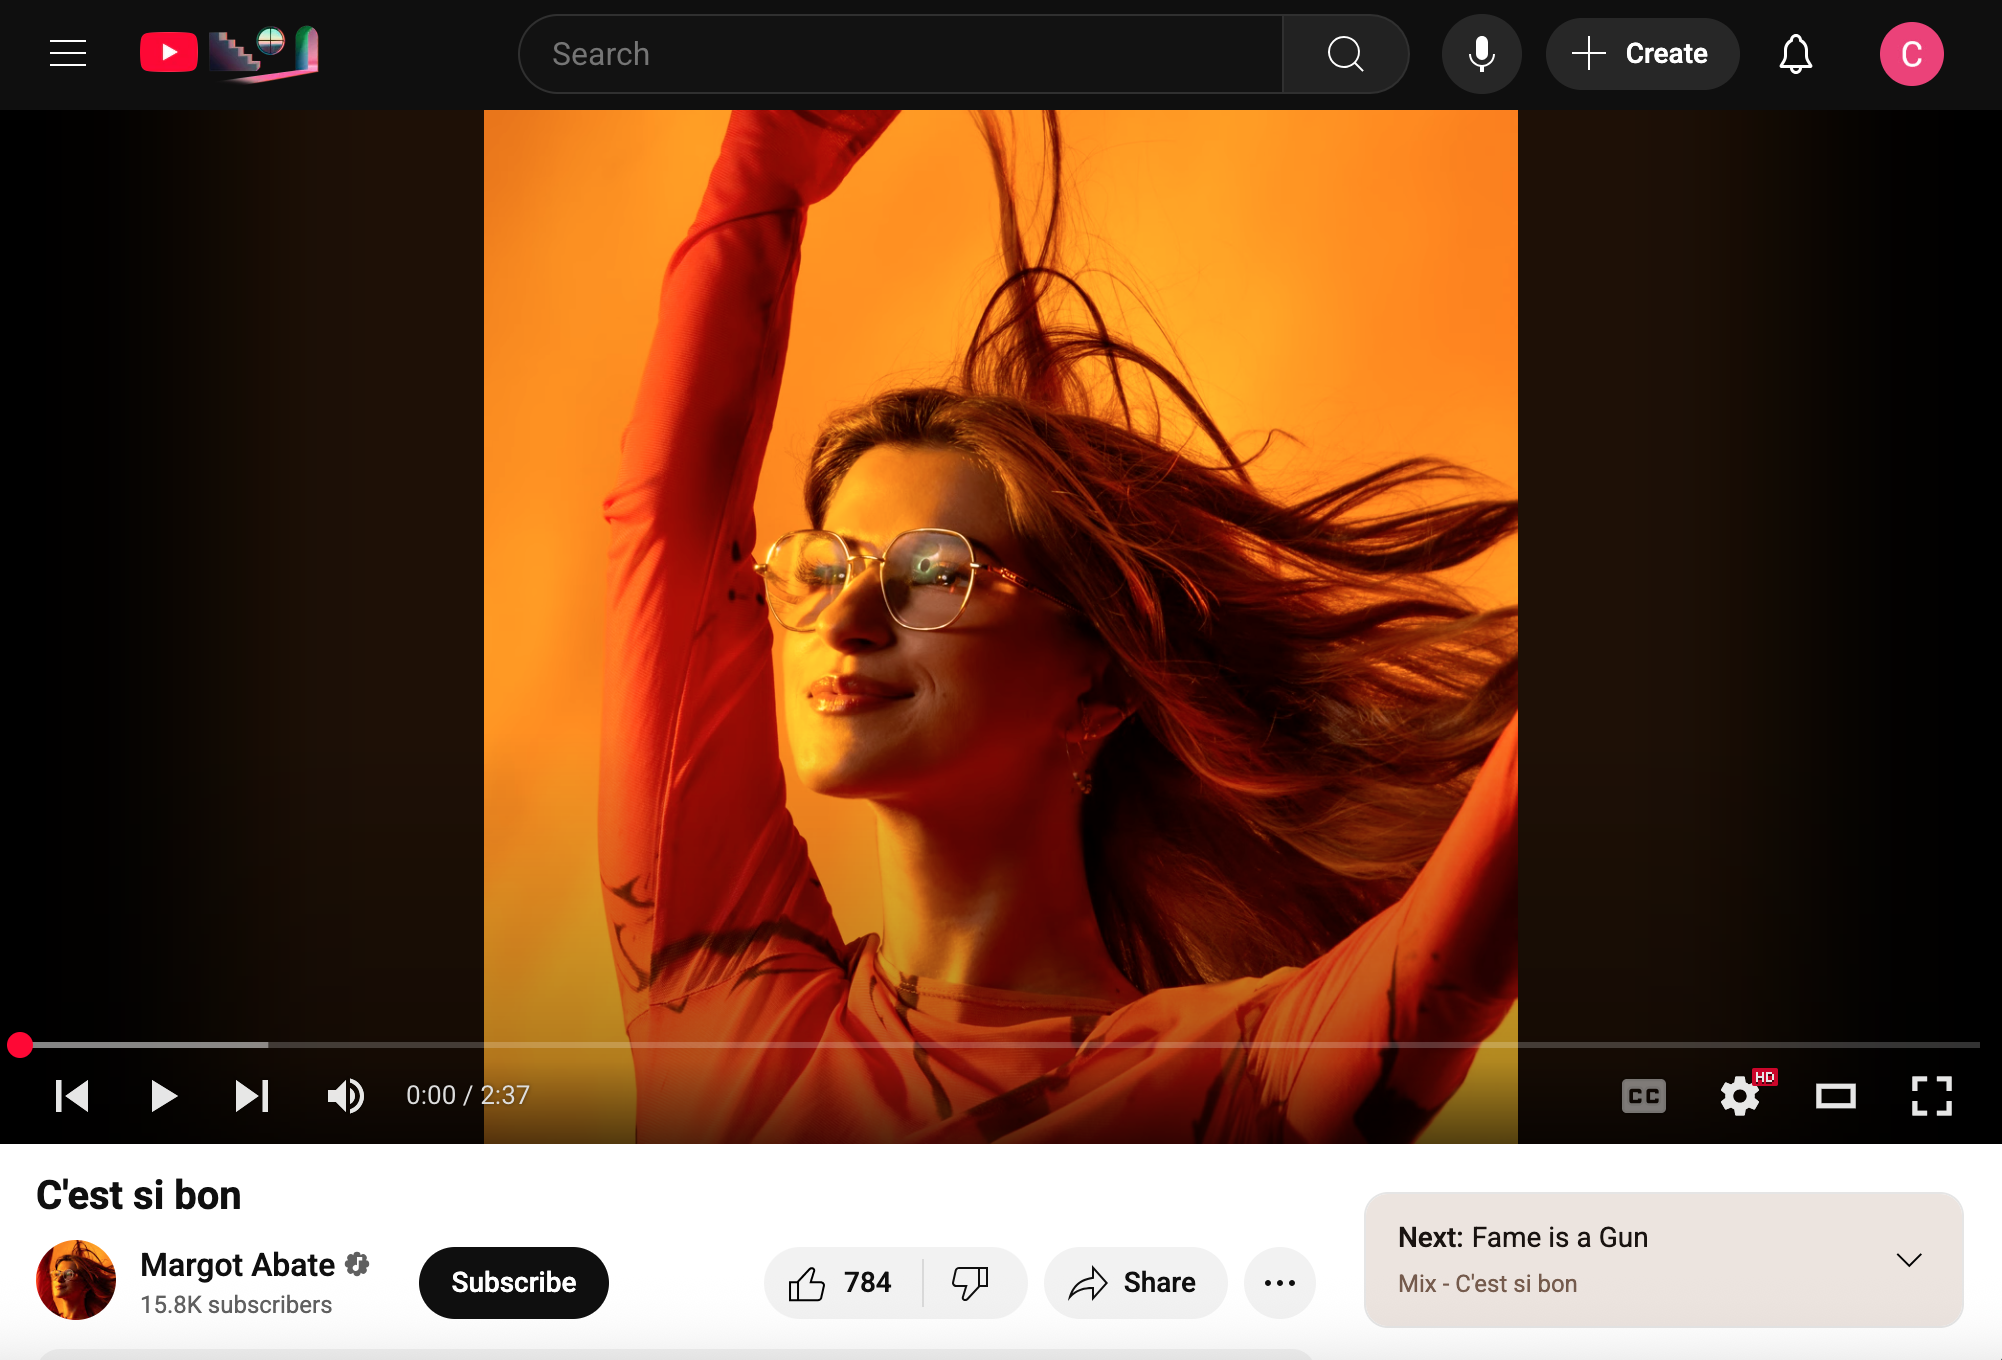 Search
Create
C
0:00 / 2:37
CC
HD
C'est si bon
Margot Abate
15.8K subscribers
Subscribe
784
Share
Next: Fame is a Gun
Mix - C'est si bon